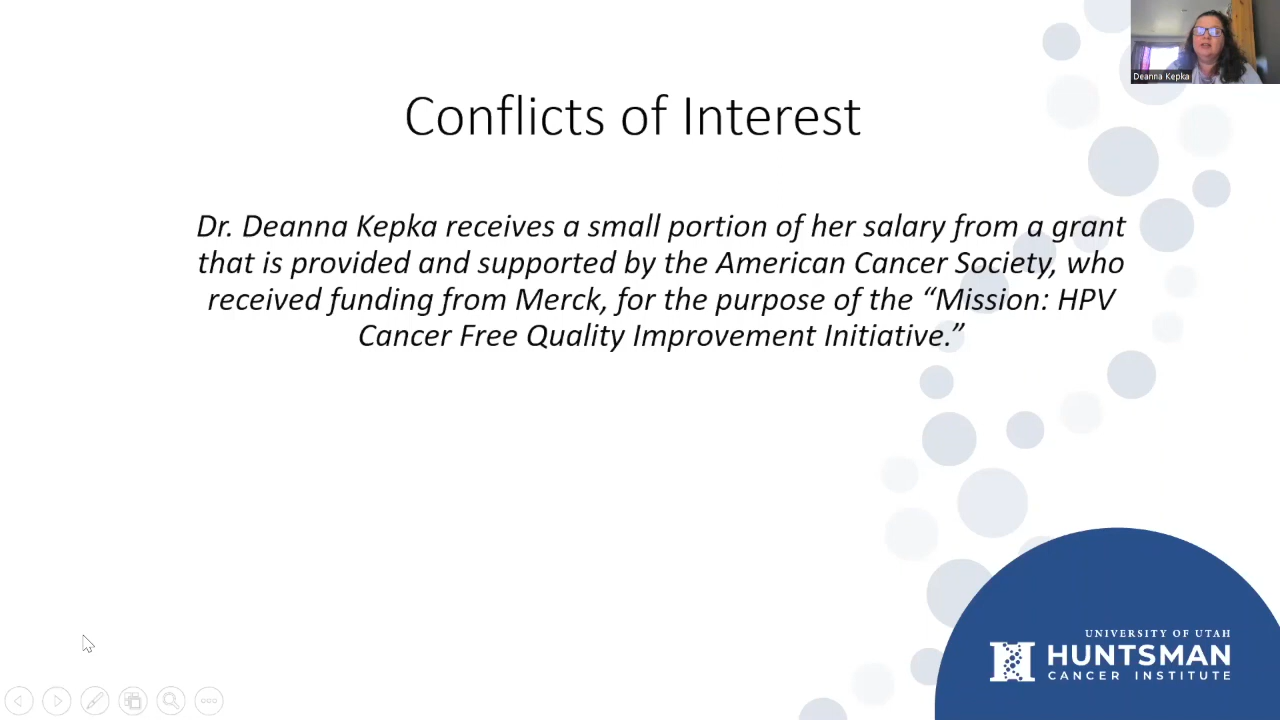 Deanna Kepka
Conflicts of Interest
Dr. Deanna Kepka receives a small portion of her salary from a grant
that is provided and supported by the American Cancer Society, who
received funding from Merck, for the purpose of the “Mission: HPV
Cancer Free Quality Improvement Initiative.”
UNIVERSITY OF UTAH
HUNTSMAN
CANCER INSTITUTE